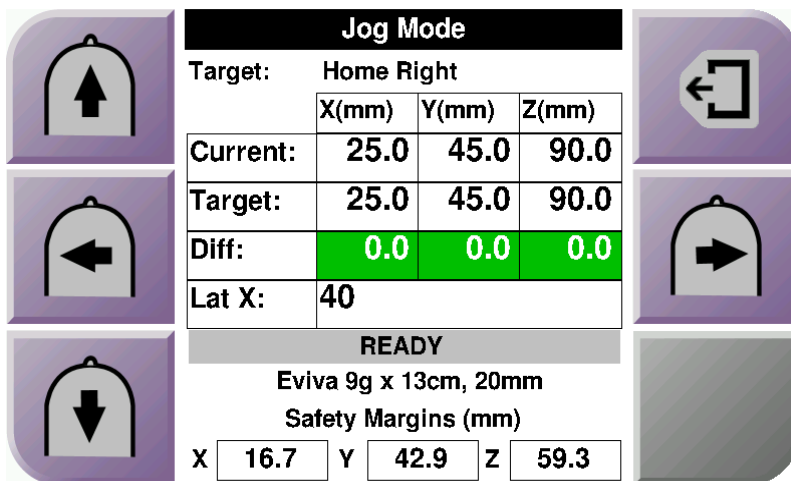 Jog Mode
Target: Home Right
X(mm) Y(mm) Z(mm)
Current: 25.0 45.0 90.0
Target: 25.0 45.0 90.0
Diff: 0.0 0.0 0.0
Lat X: 40
READY
Eviva 9g x 13cm, 20mm
Safety Margins (mm)
X 16.7 Y 42.9 Z 59.3